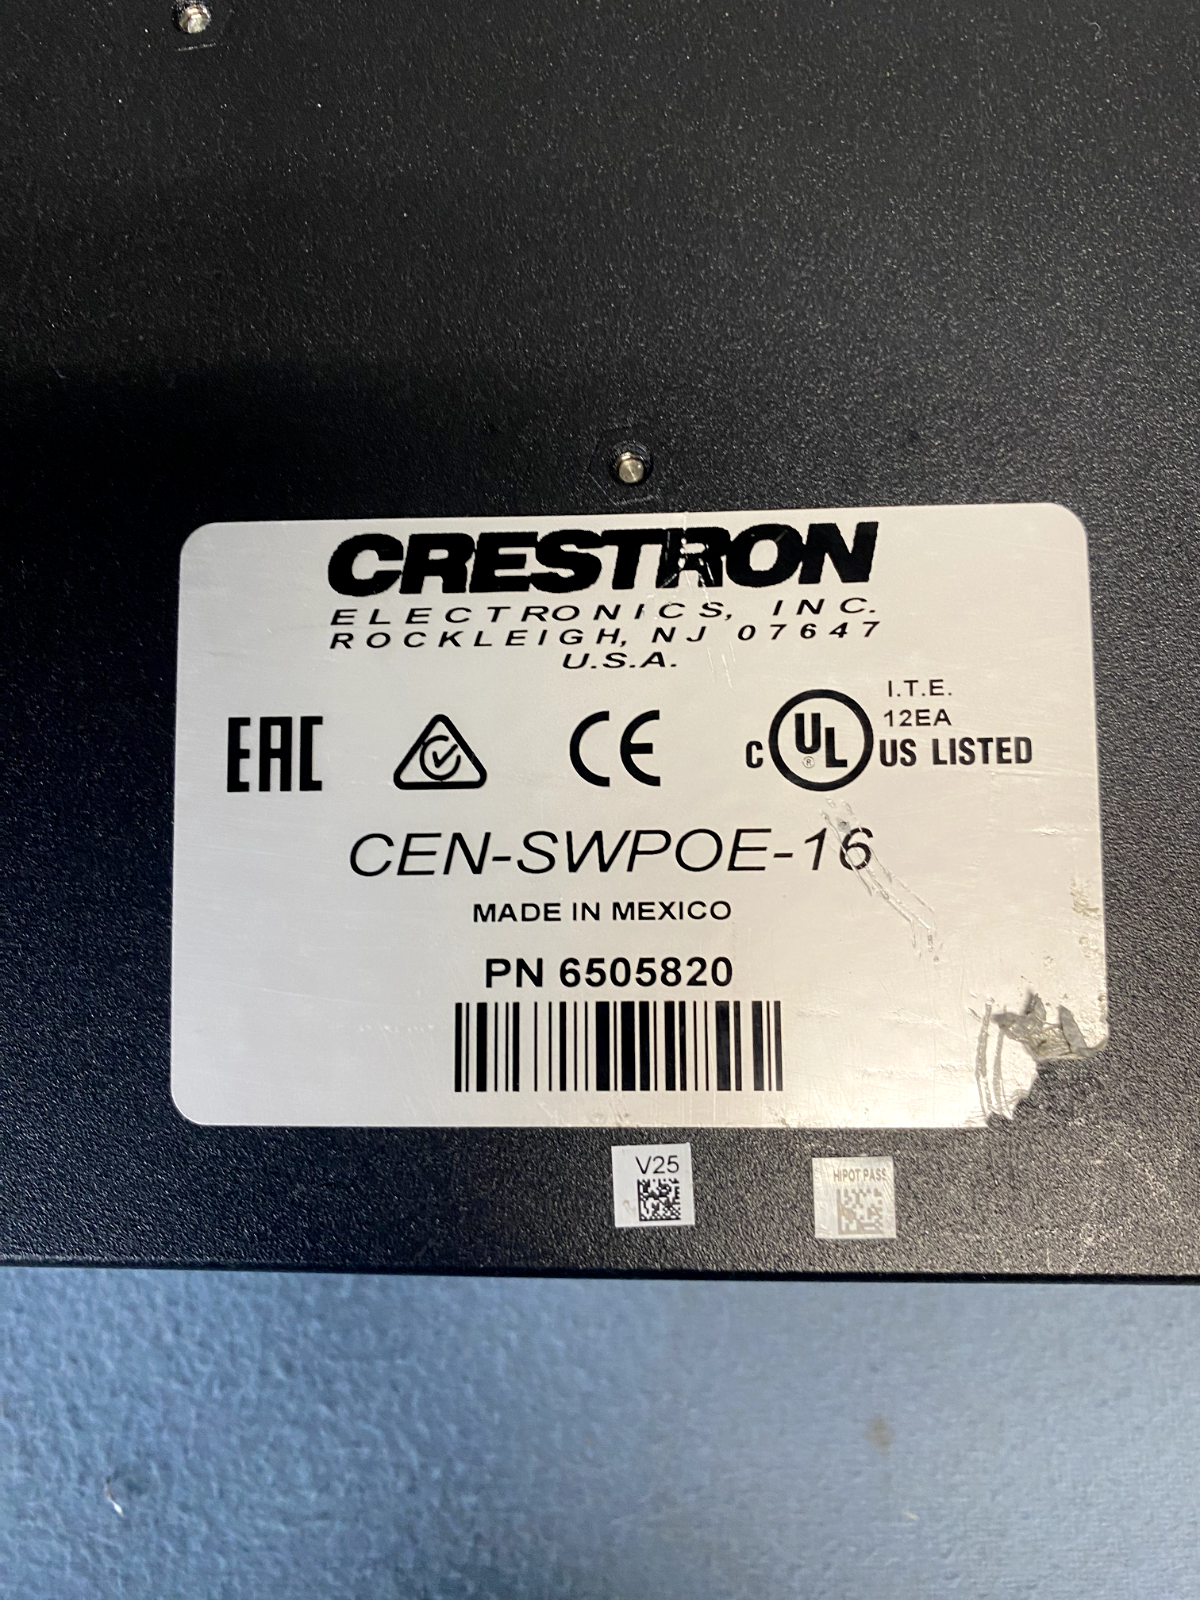 CRESTRON
ELECTRONICS, INC.
ROCKLEIGH, NJ 07647
U.S.A.
EAC
CE
C UL ® US LISTED
I.T.E.
12EA
CEN-SWPOE-16
MADE IN MEXICO
PN 6505820
V25
HIPOT PASS